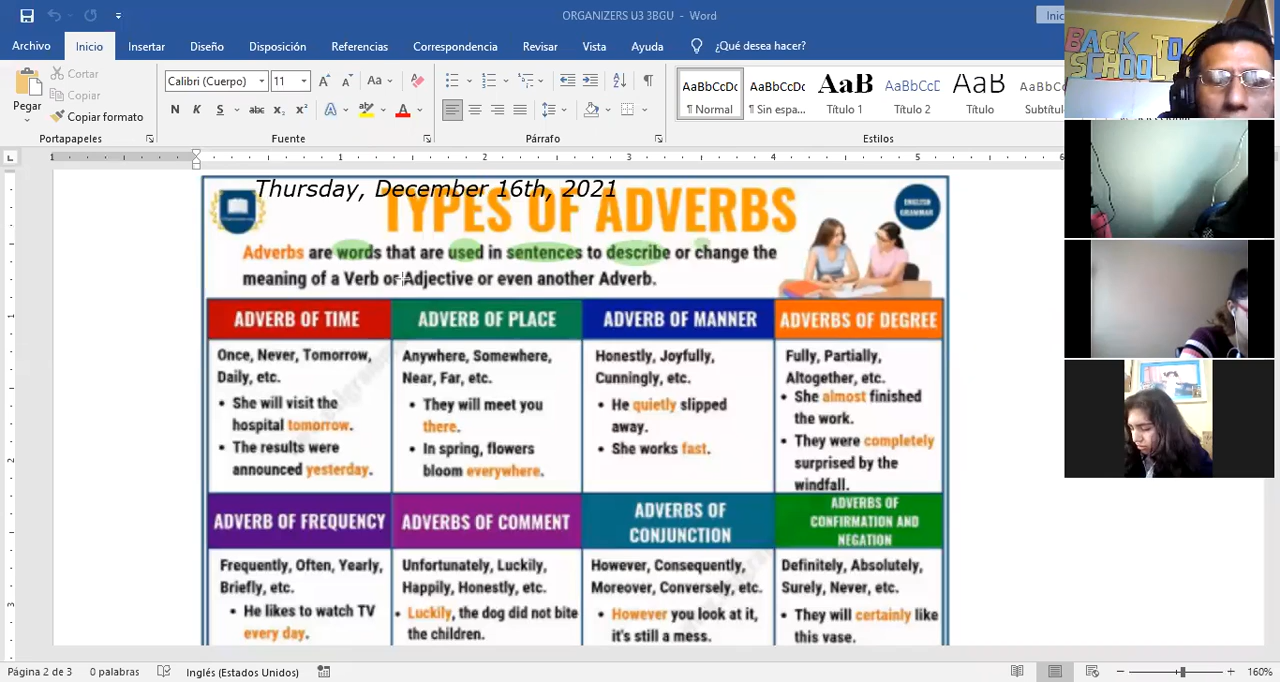 ORGANIZERS U3 3BGU - Word
Inic
Archivo Inicio Insertar Diseño Disposición Referencias Correspondencia Revisar Vista Ayuda ¿Qué desea hacer?
Pegar
Cortar
Copiar
Copiar formato
Portapapeles
Calibri (Cuerpo) 11
Fuente
Párrafo
AaBbCcDc AaBbCcDc AaB AaBbCcD AaBbCcD AaB AaBbCcD
¶ Normal ¶ Sin espa... Título 1 Título 2 Título Subtítul
Estilos
BACK TO
SCHOOL
Thursday, December 16th, 2021
TYPES OF ADVERBS
ENGLISH
GRAMMAR
Adverbs are words that are used in sentences to describe or change the
meaning of a Verb or Adjective or even another Adverb.
ADVERB OF TIME
Once, Never, Tomorrow,
Daily, etc.
• She will visit the
hospital tomorrow.
• The results were
announced yesterday.
ADVERB OF PLACE
Anywhere, Somewhere,
Near, Far, etc.
• They will meet you
there.
• In spring, flowers
bloom everywhere.
ADVERB OF MANNER
Honestly, Joyfully,
Cunningly, etc.
• He quietly slipped
away.
• She works fast.
ADVERBS OF DEGREE
Fully, Partially,
Altogether, etc.
• She almost finished
the work.
• They were completely
surprised by the
windfall.
ADVERB OF FREQUENCY
Frequently, Often, Yearly,
Briefly, etc.
• He likes to watch TV
every day.
ADVERBS OF COMMENT
Unfortunately, Luckily,
Happily, Honestly, etc.
• Luckily, the dog did not bite
the children.
ADVERBS OF
CONJUNCTION
However, Consequently,
Moreover, Conversely, etc.
• However you look at it,
it's still a mess.
ADVERBS OF
CONFIRMATION AND
NEGATION
Definitely, Absolutely,
Surely, Never, etc.
• They will certainly like
this vase.
Página 2 de 3 0 palabras Inglés (Estados Unidos) 160%